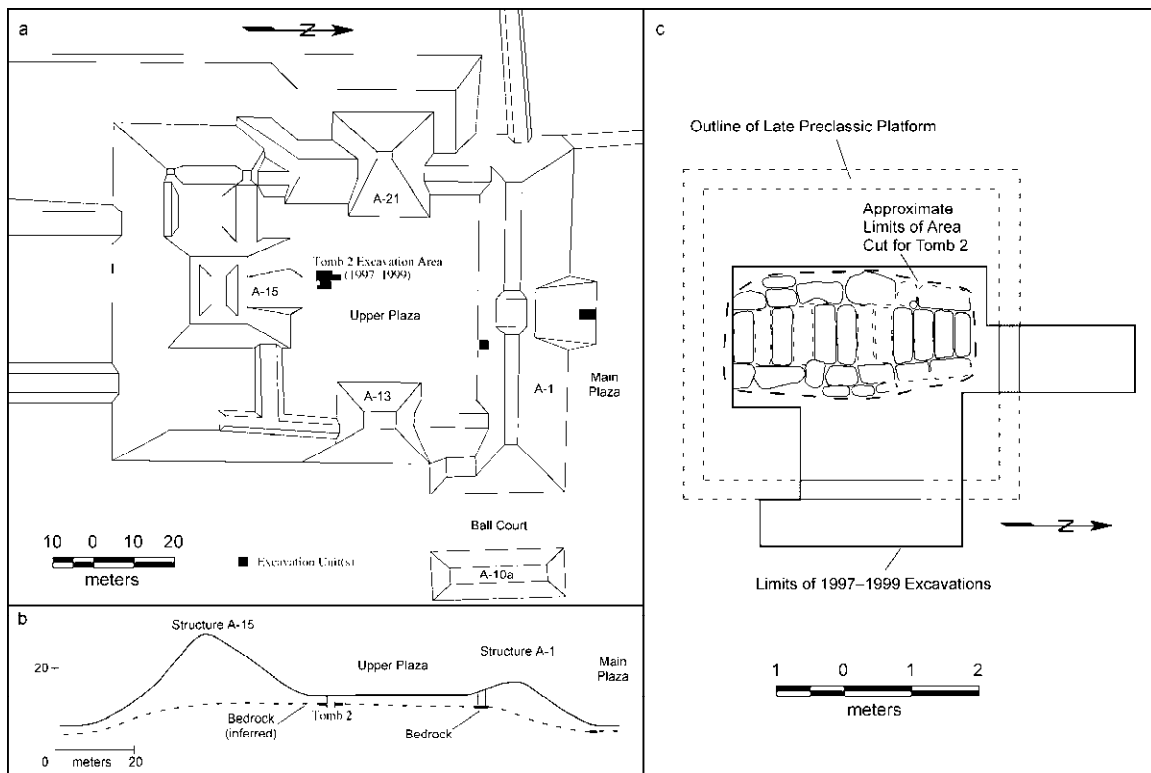 a
Z
A-21
Tomb 2 Excavation Area
(1997–1999)
A-15
Upper Plaza
A-1
Main
Plaza
A-13
Ball Court
A-10a
10 0 10 20
meters
Excavation Unit(s)
b
Structure A-15
20
Upper Plaza
Structure A-1
Main
Plaza
Bedrock
(inferred)
Tomb 2
Bedrock
0 meters 20
c
Outline of Late Preclassic Platform
Approximate
Limits of Area
Cut for Tomb 2
Z
Limits of 1997–1999 Excavations
1 0 1 2
meters